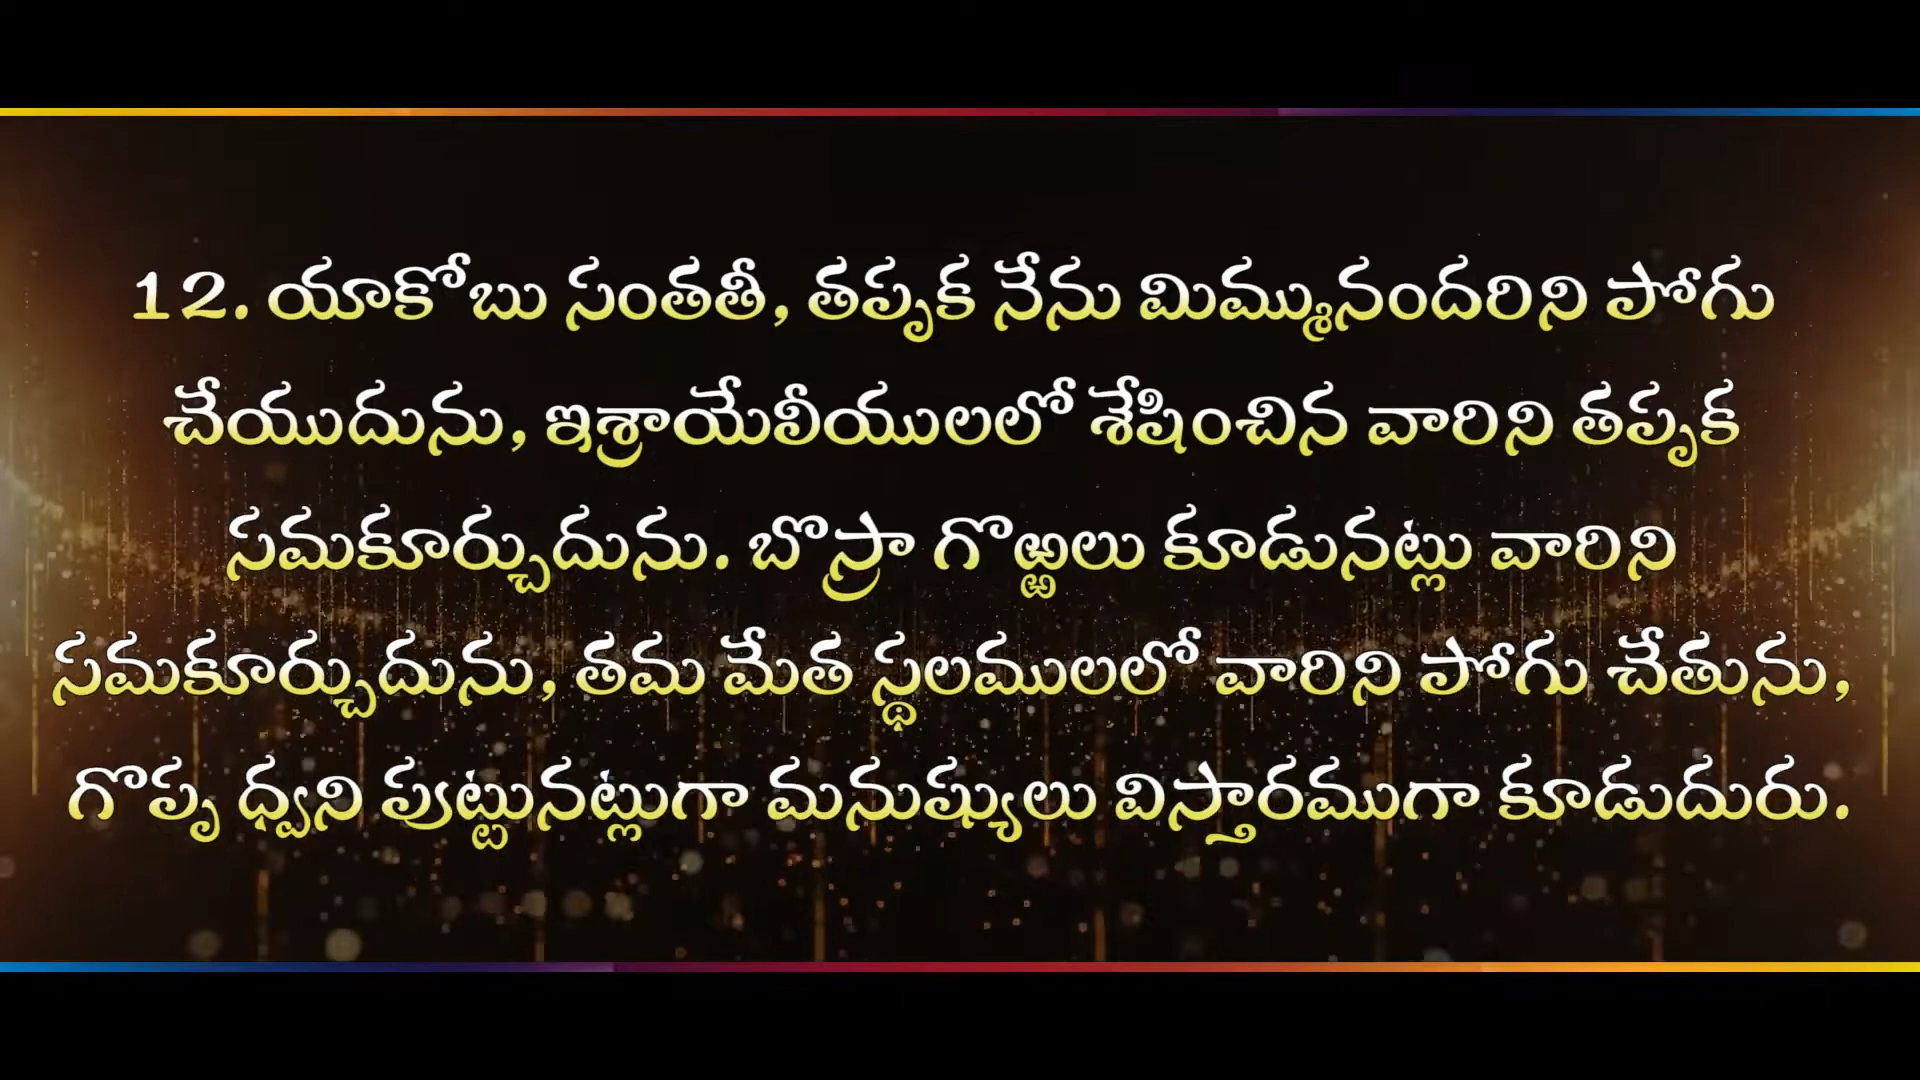 12. యాకోబు సంతతీ, తప్పక నేను మిమ్మునందరిని పోగు
చేయుదును, ఇశ్రాయేలీయులలో శేషించిన వారిని తప్పక
సమకూర్చుదును. బొస్రా గొఱ్ఱలు కూడునట్లు వారిని
సమకూర్చుదును, తమ మేత స్థలములలో వారిని పోగు చేతును,
గొప్ప ధ్వని పుట్టునట్లుగా మనుష్యులు విస్తారముగా కూడుదురు.